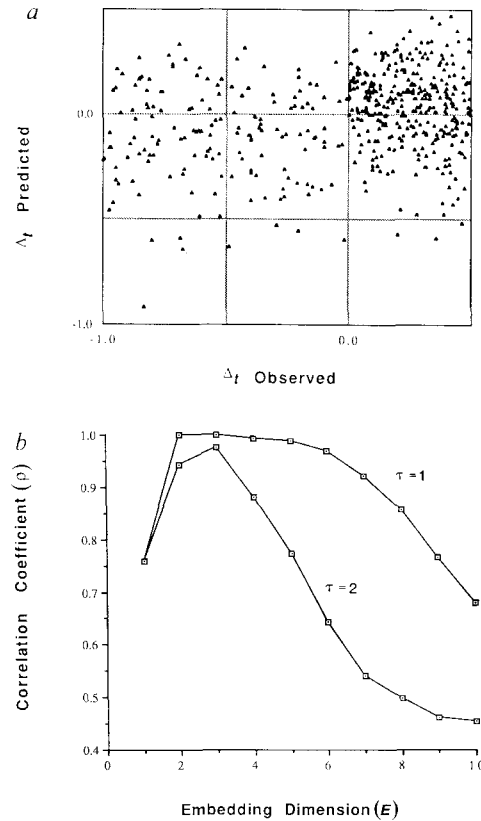 a
0.0
Δt Predicted
-1.0
-1.0
0.0
Δt Observed
b
1.0
0.9
0.8
0.7
0.6
0.5
0.4
Correlation Coefficient (ρ)
τ=1
τ=2
0 2 4 6 8 10
Embedding Dimension (E)